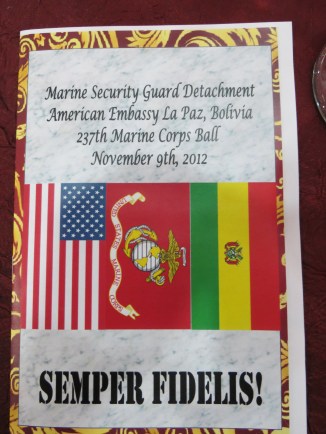 Marine Security Guard Detachment
American Embassy La Paz, Bolivia
237th Marine Corps Ball
November 9th, 2012
SEMPER FIDELIS!